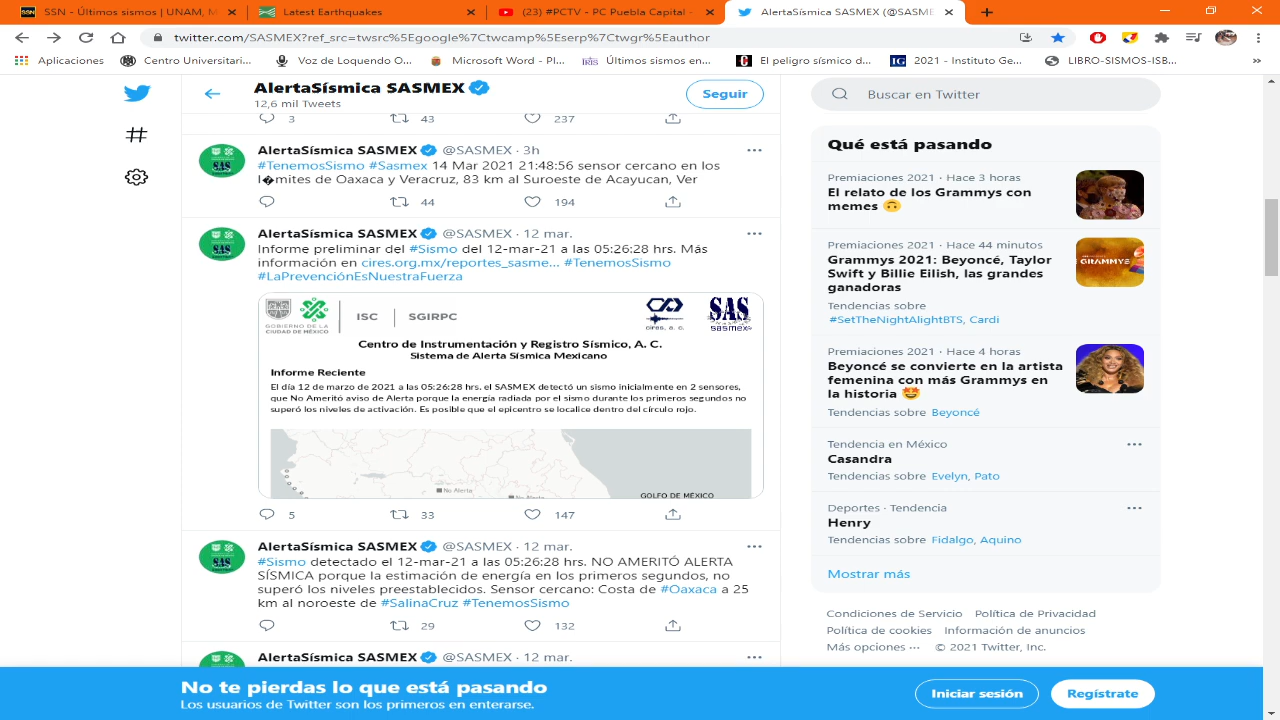 SSN - Últimos sismos | UNAM, M
Latest Earthquakes
(23) #PCTV - PC Puebla Capital -
AlertaSísmica SASMEX (@SASME
twitter.com/SASMEX?ref_src=twsrc%5Egoogle%7Ctwcamp%5Eserp%7Ctwgr%5Eauthor
Aplicaciones
Centro Universitari...
Voz de Loquendo O...
Microsoft Word - Pl...
Últimos sismos en...
El peligro sísmico d...
IG 2021 - Instituto Ge...
LIBRO-SISMOS-ISB...
»
AlertaSísmica SASMEX
12,6 mil Tweets
Seguir
3 43 237
AlertaSísmica SASMEX @SASMEX · 3h
#TenemosSismo #Sasmex 14 Mar 2021 21:48:56 sensor cercano en los
l�mites de Oaxaca y Veracruz, 83 km al Suroeste de Acayucan, Ver
44 194
AlertaSísmica SASMEX @SASMEX · 12 mar.
Informe preliminar del #Sismo del 12-mar-21 a las 05:26:28 hrs. Más
información en cires.org.mx/reportes_sasme... #TenemosSismo
#LaPrevenciónEsNuestraFuerza
GOBIERNO DE LA
CIUDAD DE MÉXICO
ISC
SGIRPC
cires, a. c.
SAS
sasmex
Centro de Instrumentación y Registro Sísmico, A. C.
Sistema de Alerta Sísmica Mexicano
Informe Reciente
El día 12 de marzo de 2021 a las 05:26:28 hrs. el SASMEX detectó un sismo inicialmente en 2 sensores,
que No Ameritó aviso de Alerta porque la energía radiada por el sismo durante los primeros segundos no
superó los niveles de activación. Es posible que el epicentro se localice dentro del círculo rojo.
No Alerta
No Alerta
GOLFO DE MÉXICO
5 33 147
AlertaSísmica SASMEX @SASMEX · 12 mar.
#Sismo detectado el 12-mar-21 a las 05:26:28 hrs. NO AMERITÓ ALERTA
SÍSMICA porque la estimación de energía en los primeros segundos, no
superó los niveles preestablecidos. Sensor cercano: Costa de #Oaxaca a 25
km al noroeste de #SalinaCruz #TenemosSismo
29 132
AlertaSísmica SASMEX @SASMEX · 12 mar.
Buscar en Twitter
Qué está pasando
Premiaciones 2021 · Hace 3 horas
El relato de los Grammys con
memes 🙃
Premiaciones 2021 · Hace 44 minutos
Grammys 2021: Beyoncé, Taylor
Swift y Billie Eilish, las grandes
ganadoras
GRAMMYS
Tendencias sobre
#SetTheNightAlightBTS, Cardi
Premiaciones 2021 · Hace 4 horas
Beyoncé se convierte en la artista
femenina con más Grammys en
la historia 🤩
Tendencias sobre Beyoncé
Tendencia en México
Casandra
Tendencias sobre Evelyn, Pato
Deportes · Tendencia
Henry
Tendencias sobre Fidalgo, Aquino
Mostrar más
Condiciones de Servicio Política de Privacidad
Política de cookies Información de anuncios
Más opciones ··· © 2021 Twitter, Inc.
No te pierdas lo que está pasando
Los usuarios de Twitter son los primeros en enterarse.
Iniciar sesión
Regístrate